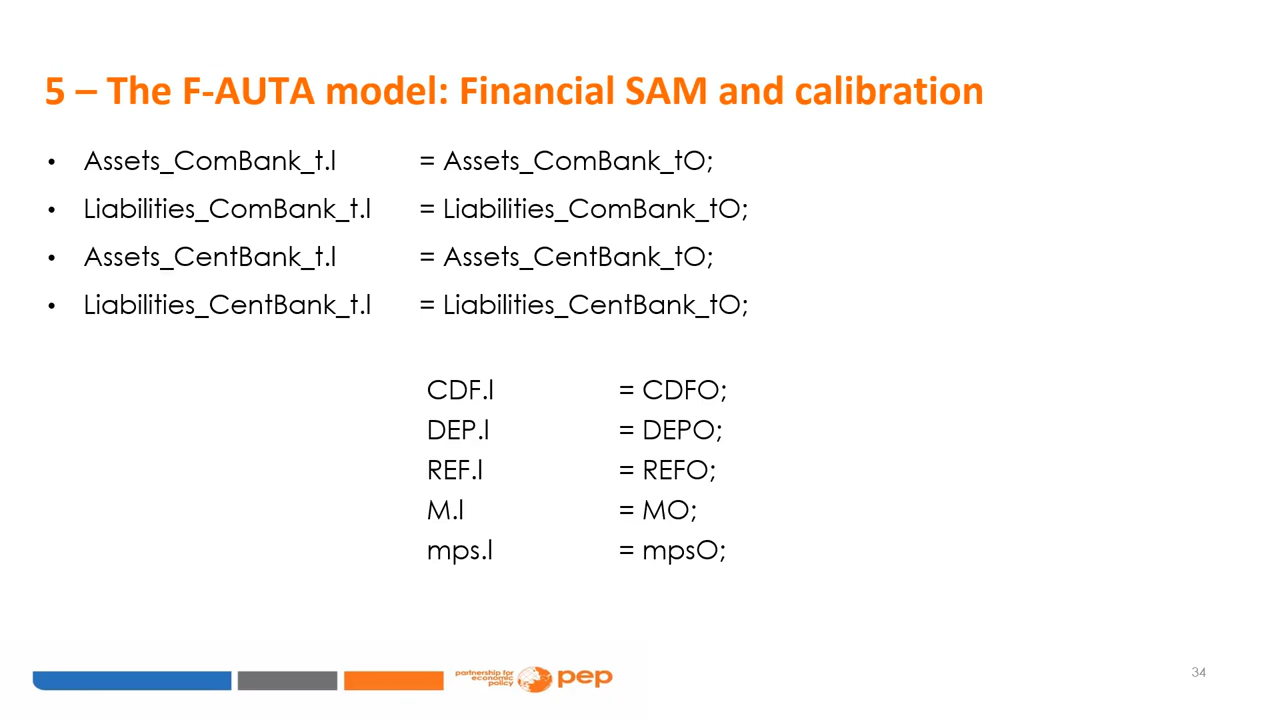 5 – The F-AUTA model: Financial SAM and calibration
• Assets_ComBank_t.l = Assets_ComBank_tO;
• Liabilities_ComBank_t.l = Liabilities_ComBank_tO;
• Assets_CentBank_t.l = Assets_CentBank_tO;
• Liabilities_CentBank_t.l = Liabilities_CentBank_tO;
CDF.l = CDFO;
DEP.l = DEPO;
REF.l = REFO;
M.l = MO;
mps.l = mpsO;
partnership for
economic
policy
pep
34